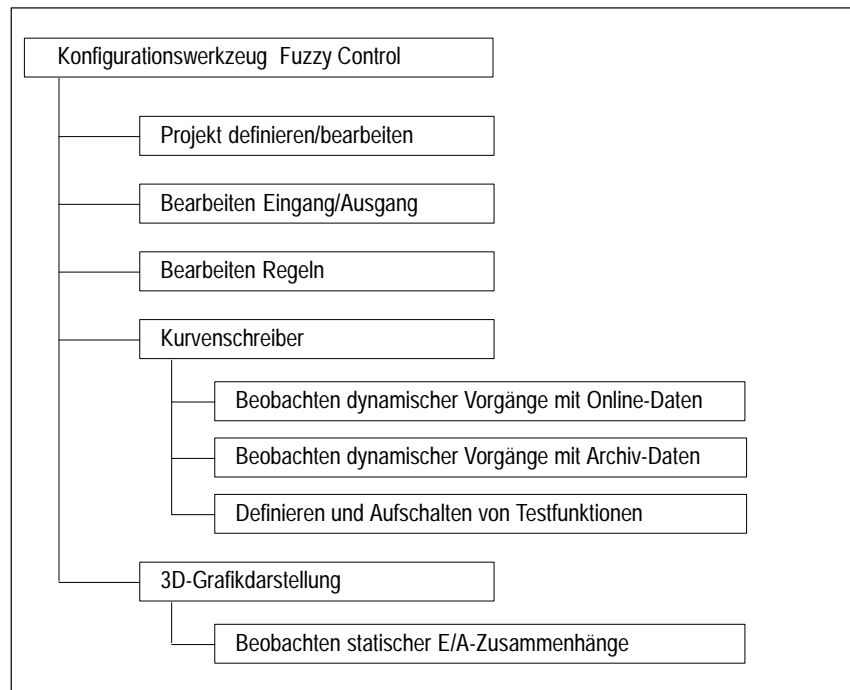 Konfigurationswerkzeug Fuzzy Control
Projekt definieren/bearbeiten
Bearbeiten Eingang/Ausgang
Bearbeiten Regeln
Kurvenschreiber
Beobachten dynamischer Vorgänge mit Online-Daten
Beobachten dynamischer Vorgänge mit Archiv-Daten
Definieren und Aufschalten von Testfunktionen
3D-Grafikdarstellung
Beobachten statischer E/A-Zusammenhänge